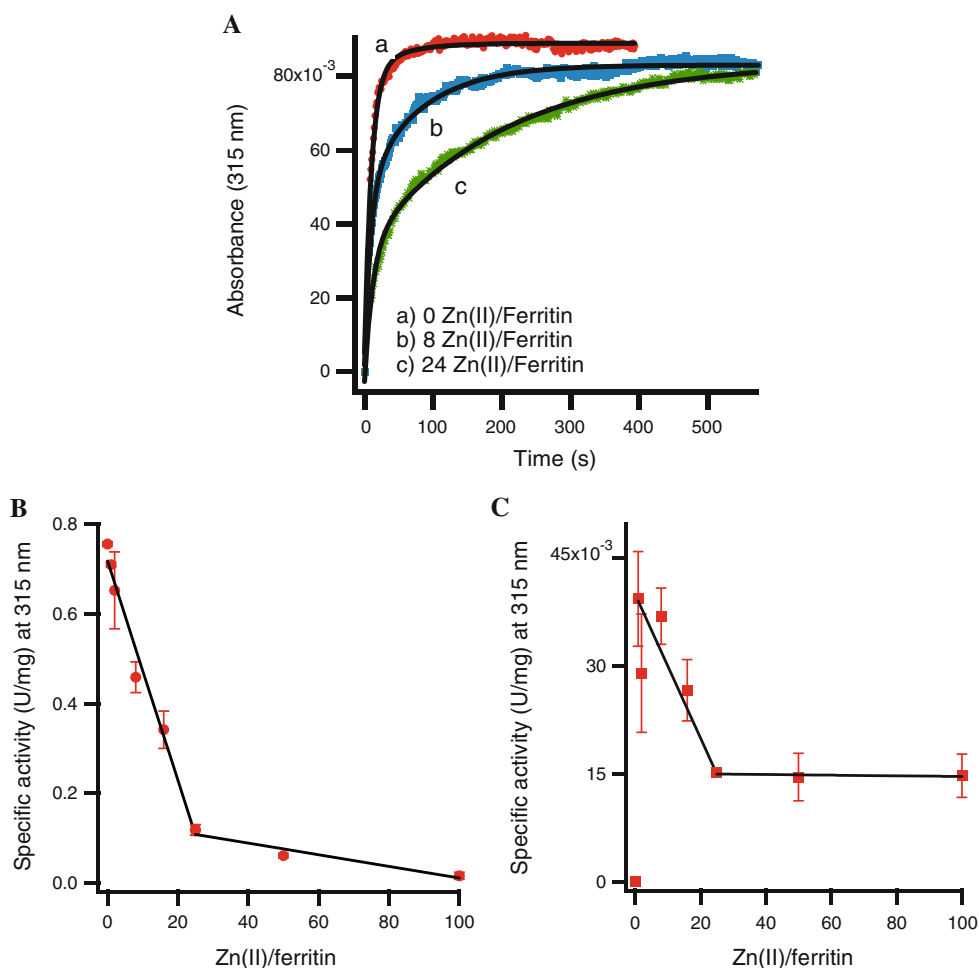 A
Absorbance (315 nm)
80x10⁻³
60
40
20
0
a
b
c
a) 0 Zn(II)/Ferritin
b) 8 Zn(II)/Ferritin
c) 24 Zn(II)/Ferritin
0 100 200 300 400 500
Time (s)
B
Specific activity (U/mg) at 315 nm
0.8
0.6
0.4
0.2
0.0
0 20 40 60 80 100
Zn(II)/ferritin
C
Specific activity (U/mg) at 315 nm
45x10⁻³
30
15
0
0 20 40 60 80 100
Zn(II)/ferritin